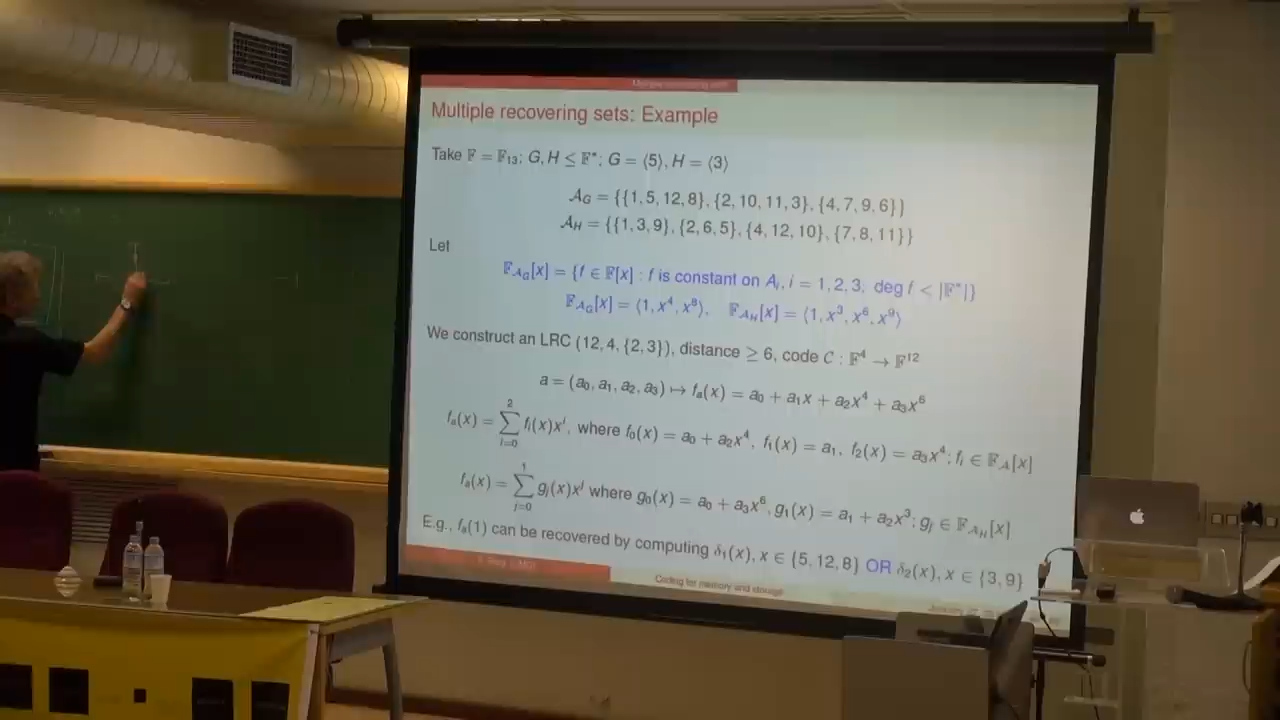 Multiple recovering sets: Example
Take 𝔽 = 𝔽₁₃; G, H ≤ 𝔽*; G = ⟨5⟩, H = ⟨3⟩
𝒜_G = {{1, 5, 12, 8}, {2, 10, 11, 3}, {4, 7, 9, 6}}
𝒜_H = {{1, 3, 9}, {2, 6, 5}, {4, 12, 10}, {7, 8, 11}}
Let
𝔽_{𝒜_G}[x] = {f ∈ 𝔽[x] : f is constant on A_i, i = 1, 2, 3, deg f < |𝔽*|}
𝔽_{𝒜_G}[x] = ⟨1, x⁴, x⁸⟩, 𝔽_{𝒜_H}[x] = ⟨1, x³, x⁶, x⁹⟩
We construct an LRC (12, 4, {2, 3}), distance ≥ 6, code 𝒞 : 𝔽⁴ → 𝔽¹²
a = (a₀, a₁, a₂, a₃) ↦ f_a(x) = a₀ + a₁x + a₂x⁴ + a₃x⁶
f_a(x) = ∑_{i=0}^{2} f_i(x)x^i, where f₀(x) = a₀ + a₂x⁴, f₁(x) = a₁, f₂(x) = a₃x⁴; f_i ∈ 𝔽_A[x]
f_a(x) = ∑_{j=0}^{1} g_j(x)x^j where g₀(x) = a₀ + a₃x⁶, g₁(x) = a₁ + a₂x³; g_j ∈ 𝔽_{𝒜_H}[x]
E.g., f_a(1) can be recovered by computing δ₁(x), x ∈ {5, 12, 8} OR δ₂(x), x ∈ {3, 9}
Coding for memory and storage